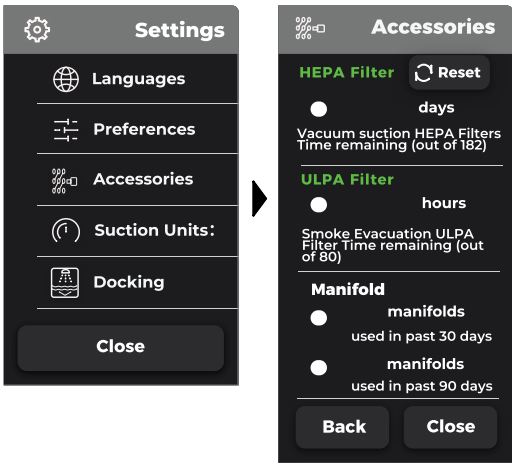 Settings
Languages
Preferences
Accessories
Suction Units:
Docking
Close
Accessories
HEPA Filter
Reset
days
Vacuum suction HEPA Filters
Time remaining (out of 182)
ULPA Filter
hours
Smoke Evacuation ULPA
Filter Time remaining (out
of 80)
Manifold
manifolds
used in past 30 days
manifolds
used in past 90 days
Back
Close